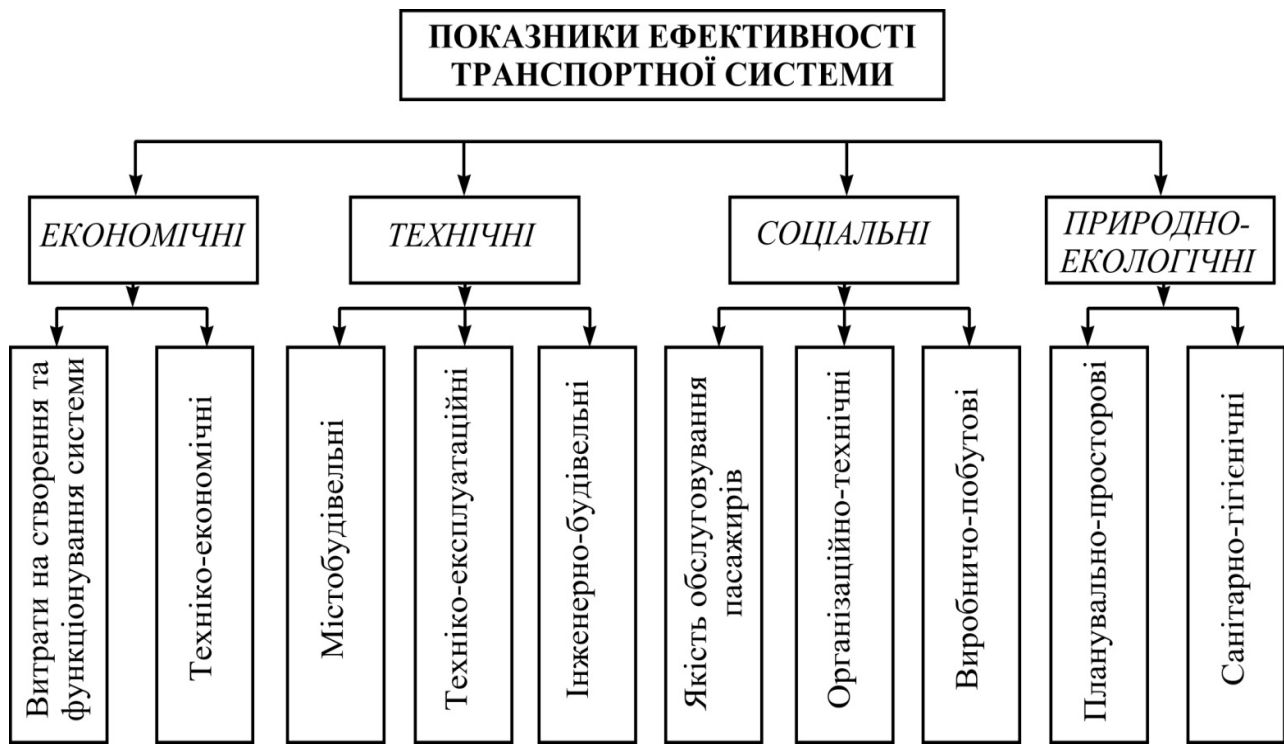 ПОКАЗНИКИ ЕФЕКТИВНОСТІ
ТРАНСПОРТНОЇ СИСТЕМИ
ЕКОНОМІЧНІ
ТЕХНІЧНІ
СОЦІАЛЬНІ
ПРИРОДНО-
ЕКОЛОГІЧНІ
Витрати на створення та
функціонування системи
Техніко-економічні
Містобудівельні
Техніко-експлуатаційні
Інженерно-будівельні
Якість обслуговування
пасажирів
Організаційно-технічні
Виробничо-побутові
Планувально-просторові
Санітарно-гігієнічні